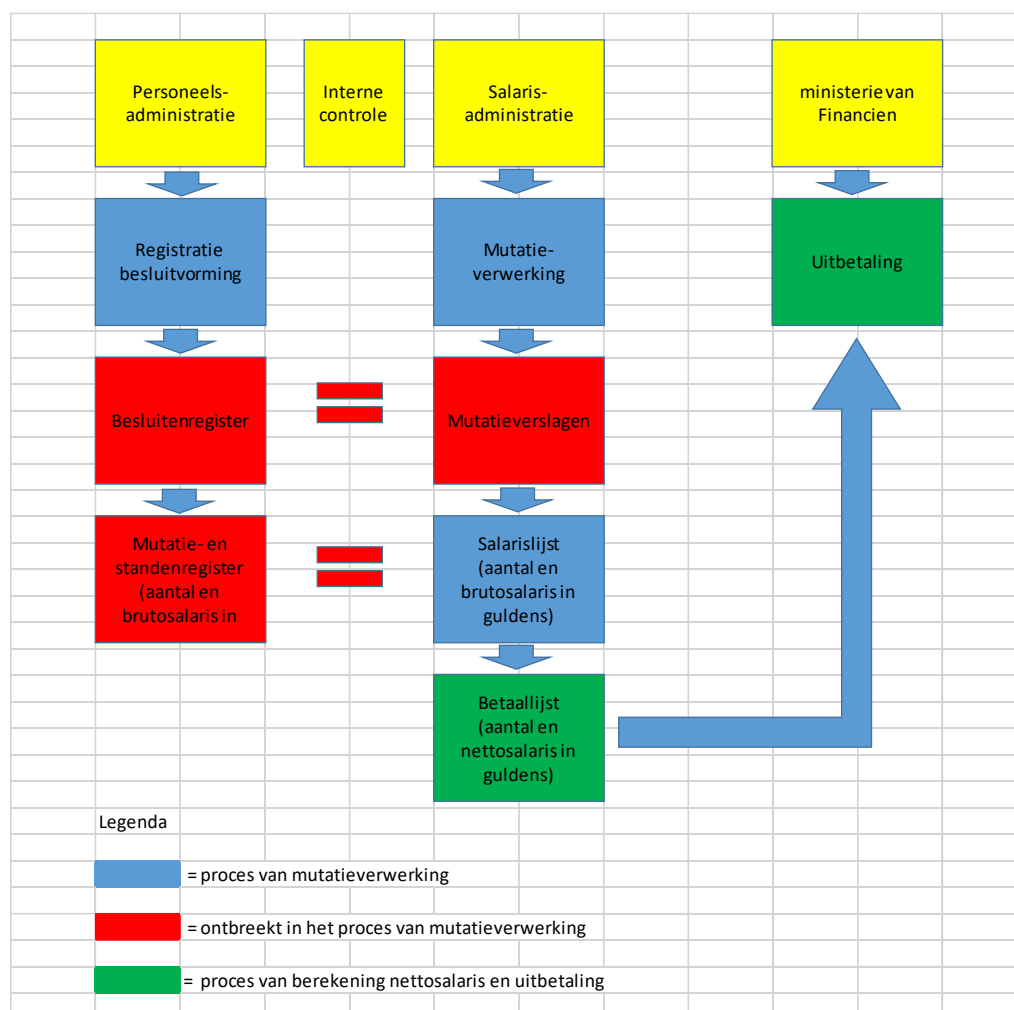 Personeels-
administratie
Interne
controle
Salaris-
administratie
ministerie van
Financien
Registratie
besluitvorming
Mutatie-
verwerking
Uitbetaling
Besluitenregister
Mutatieverslagen
Mutatie- en
standenregister
(aantal en
brutosalaris in
Salarislijst
(aantal en
brutosalaris in
guldens)
Betaallijst
(aantal en
nettosalaris in
guldens)
Legenda
= proces van mutatieverwerking
= ontbreekt in het proces van mutatieverwerking
= proces van berekening nettosalaris en uitbetaling